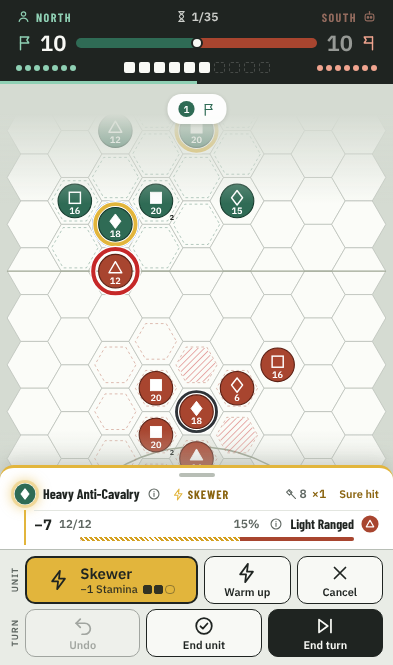 NORTH
1/35
SOUTH
10
10
1
12
20
16
20
2
15
18
12
16
20
6
18
20
2
Heavy Anti-Cavalry
SKEWER
8 ×1
Sure hit
−7 12/12
15%
Light Ranged
UNIT
Skewer
−1 Stamina
Warm up
Cancel
TURN
Undo
End unit
End turn